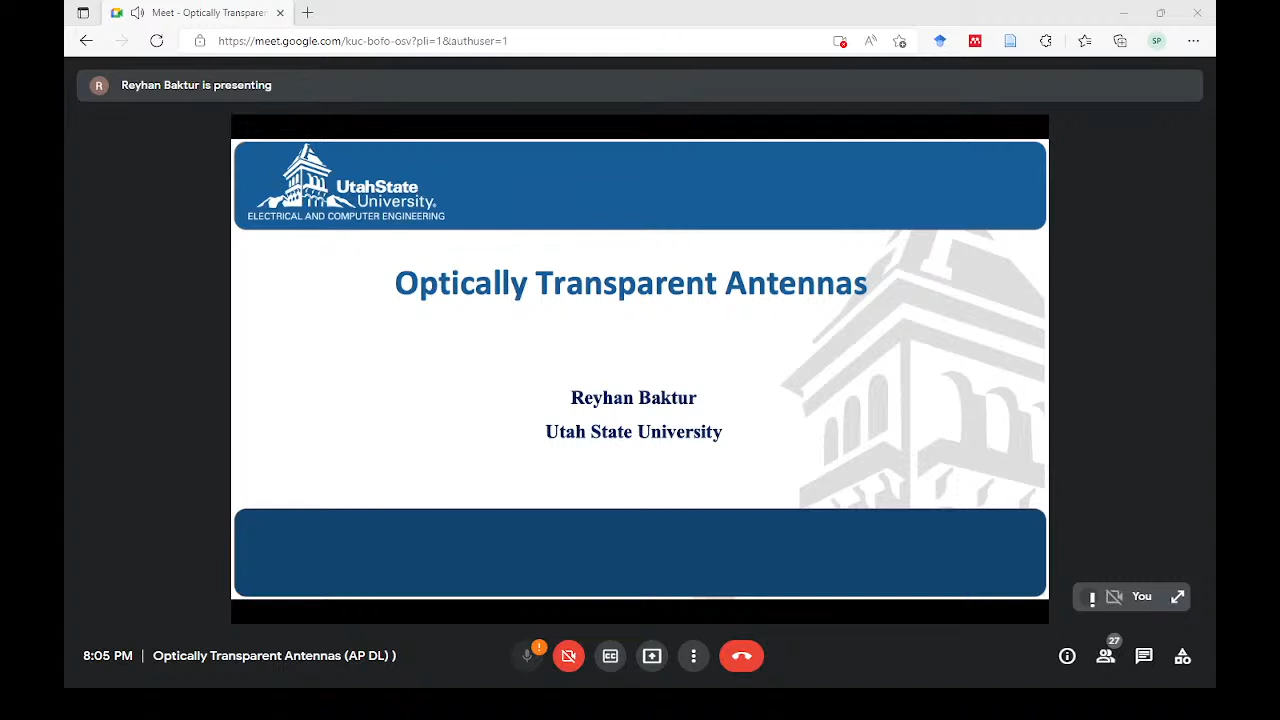 Meet - Optically Transparer
https://meet.google.com/kuc-bofo-osv?pli=1&authuser=1
SP
R
Reyhan Baktur is presenting
UtahState
University.
ELECTRICAL AND COMPUTER ENGINEERING
Optically Transparent Antennas
Reyhan Baktur
Utah State University
You
8:05 PM | Optically Transparent Antennas (AP DL) )
CC
27